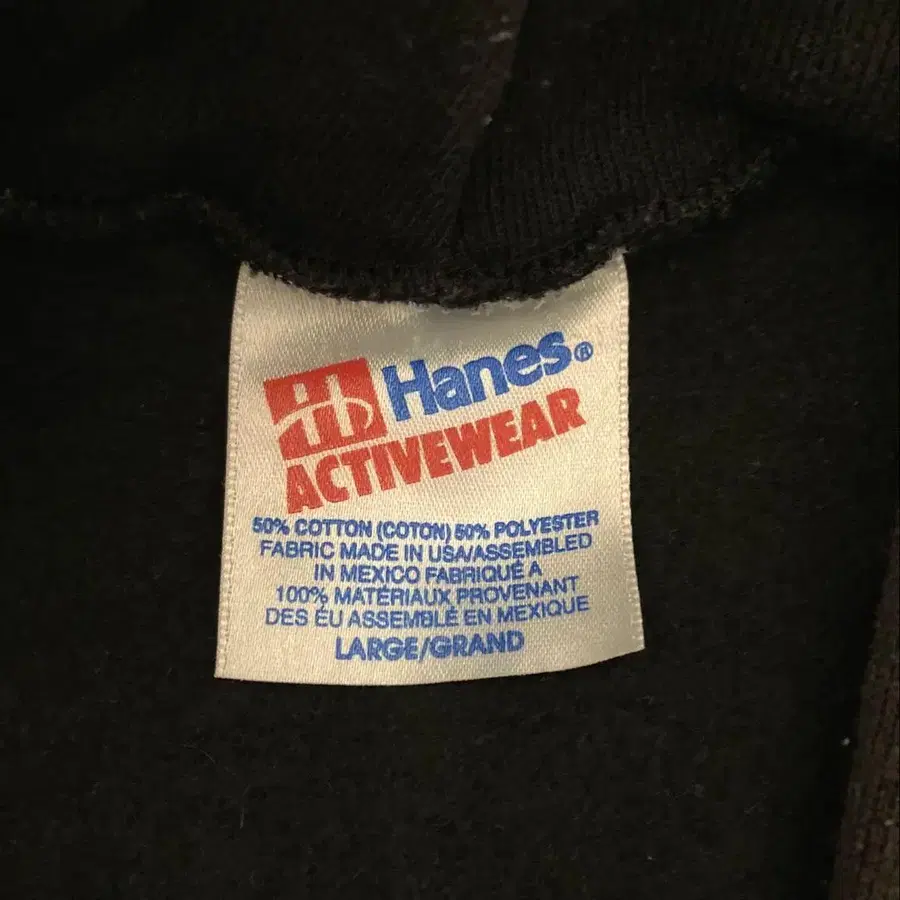 Hanes®
ACTIVEWEAR
50% COTTON (COTON) 50% POLYESTER
FABRIC MADE IN USA/ASSEMBLED
IN MEXICO FABRIQUÉ A
100% MATÉRIAUX PROVENANT
DES ÉU ASSEMBLÉ EN MEXIQUE
LARGE/GRAND